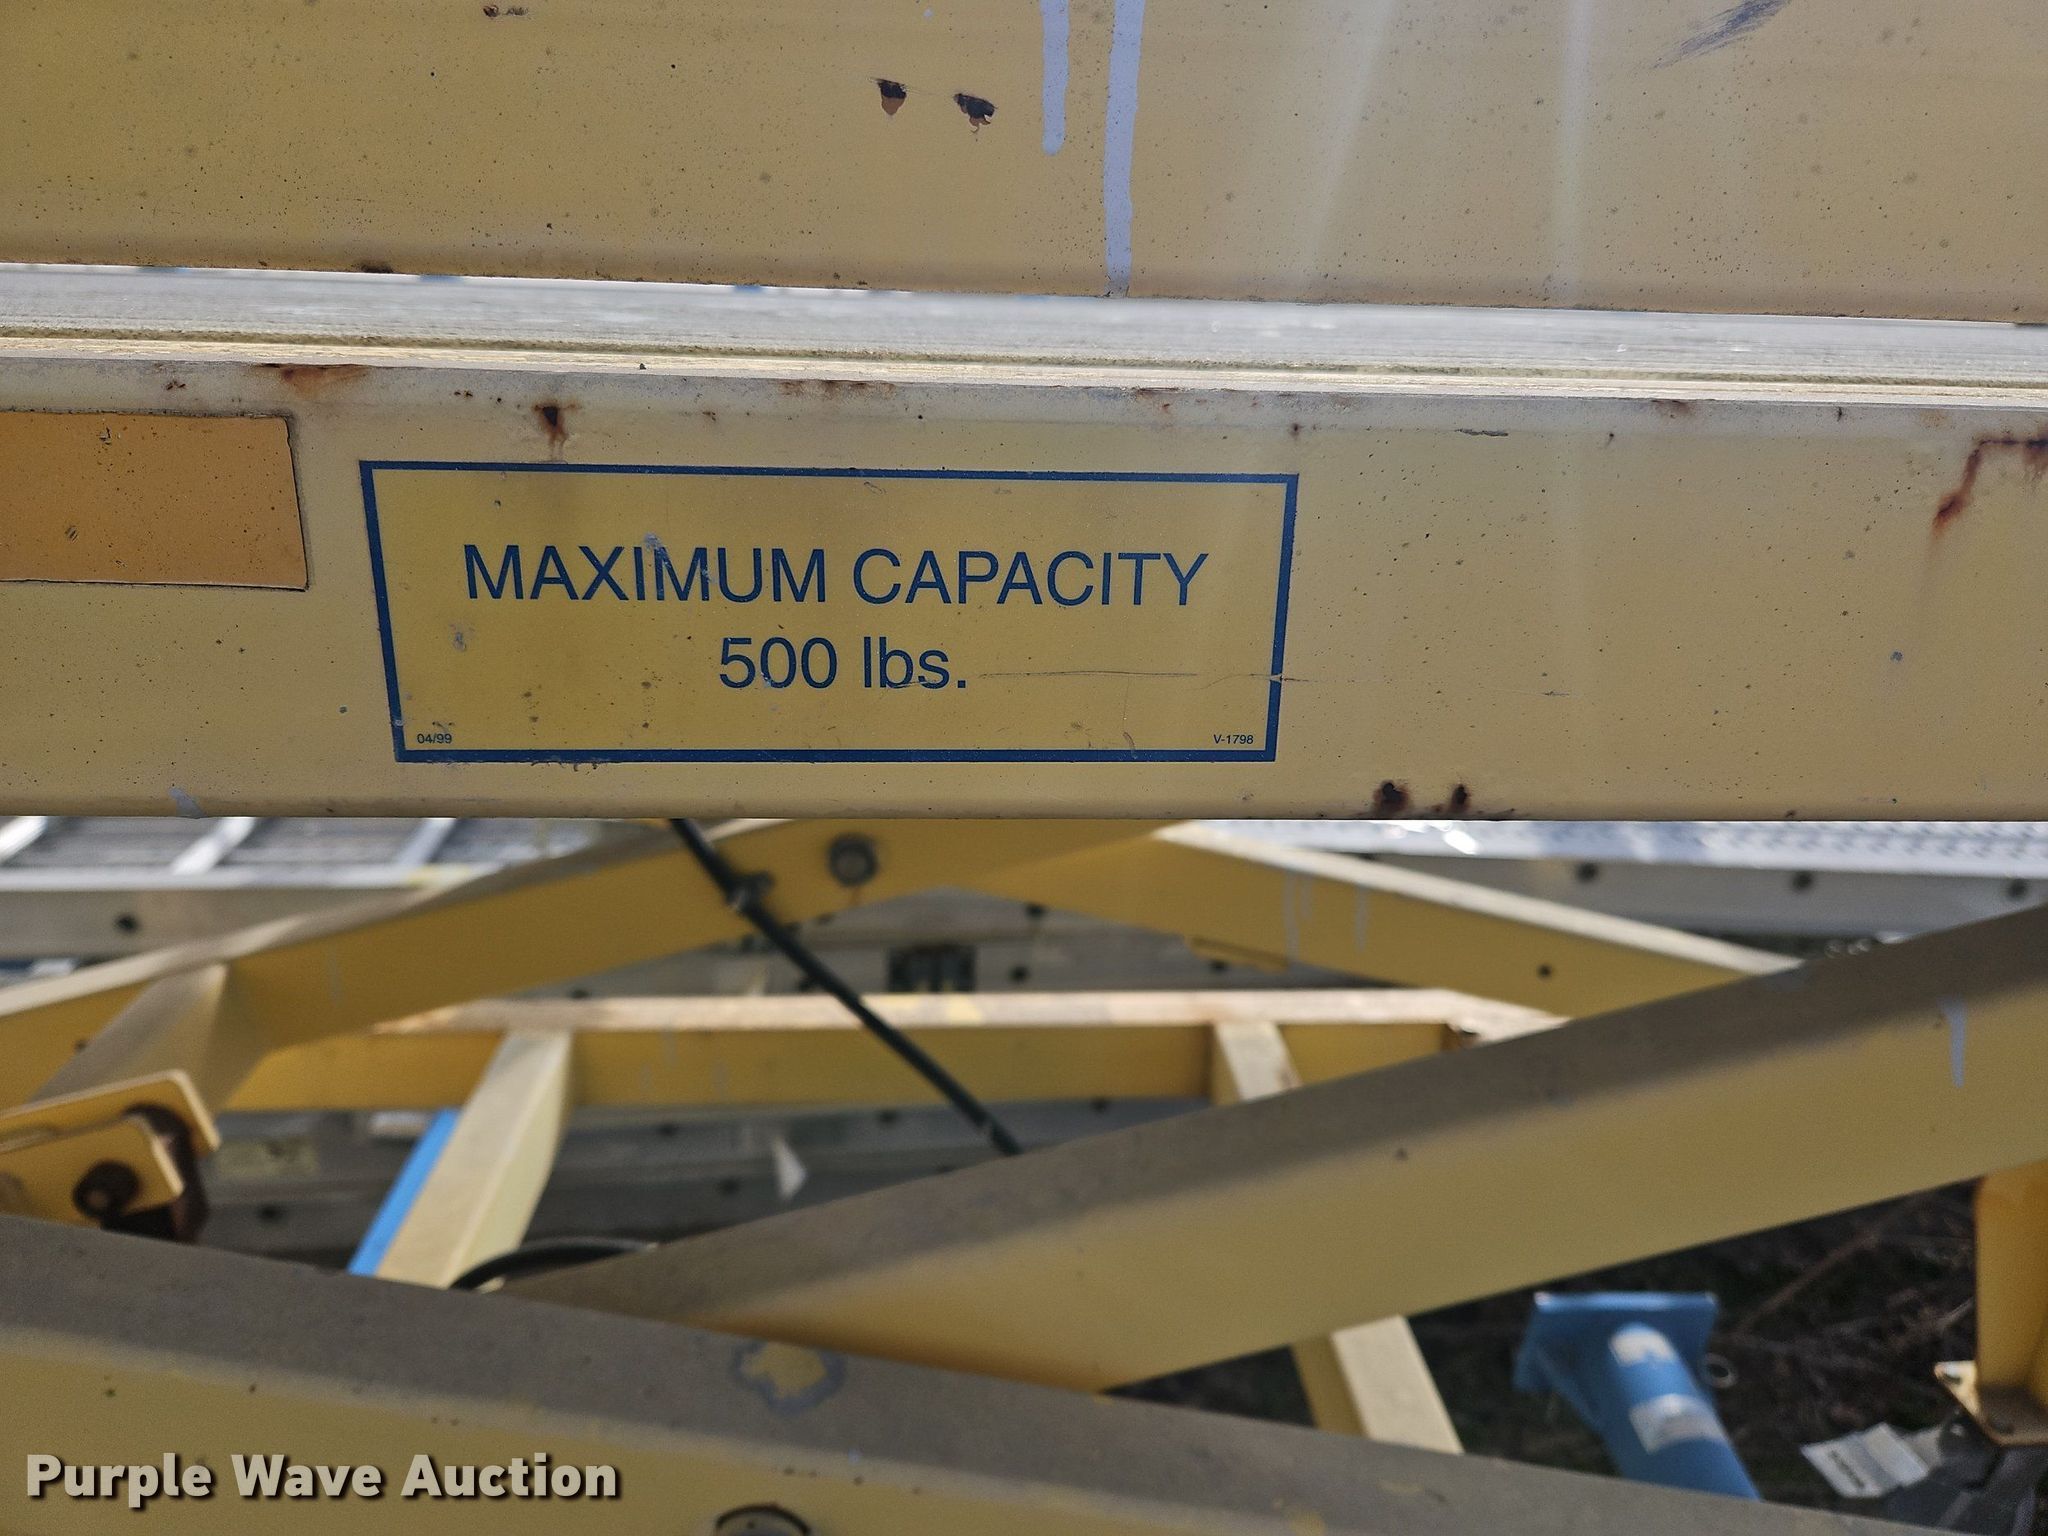 MAXIMUM CAPACITY
500 lbs.
04/99 V-1798
Purple Wave Auction